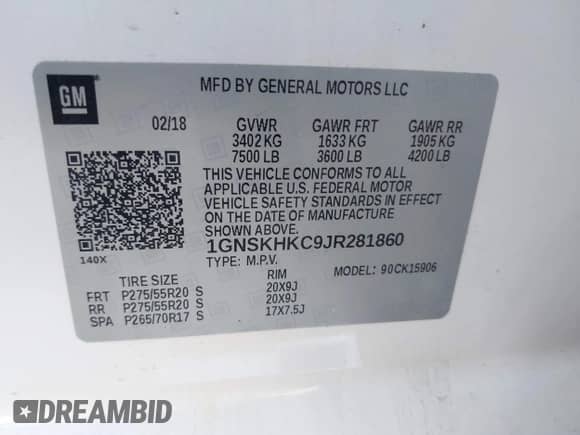 GM
MFD BY GENERAL MOTORS LLC
02/18 GVWR GAWR FRT GAWR RR
3402 KG 1633 KG 1905 KG
7500 LB 3600 LB 4200 LB
THIS VEHICLE CONFORMS TO ALL
APPLICABLE U.S. FEDERAL MOTOR
VEHICLE SAFETY STANDARDS IN EFFECT
ON THE DATE OF MANUFACTURE
SHOWN ABOVE.
1GNSKHKC9JR281860
140X TYPE: M.P.V. MODEL: 90CK15906
TIRE SIZE RIM
FRT P275/55R20 S 20X9J
RR P275/55R20 S 20X9J
SPA P265/70R17 S 17X7.5J
DREAMBID